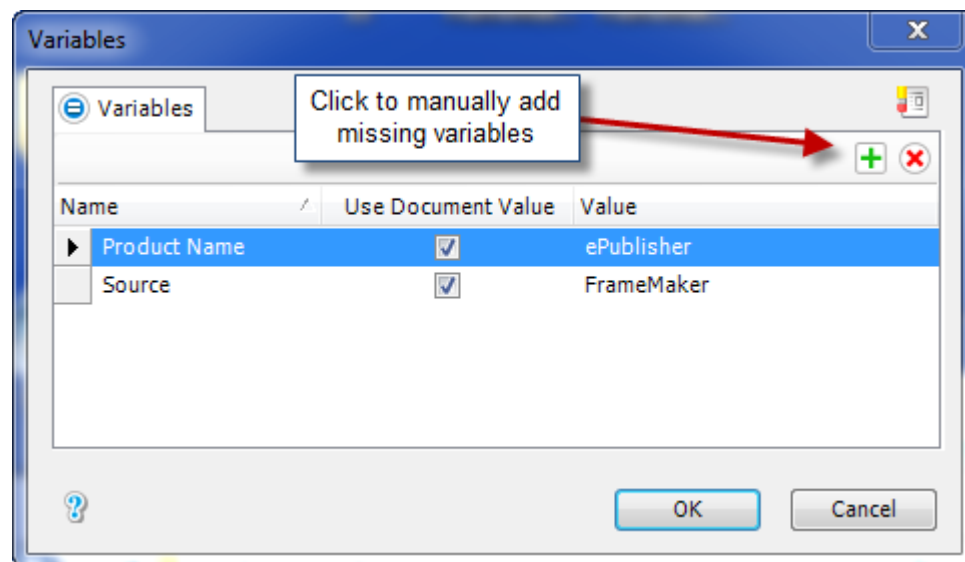 Variables
Variables
Click to manually add
missing variables
Name Use Document Value Value
Product Name ePublisher
Source FrameMaker
OK Cancel